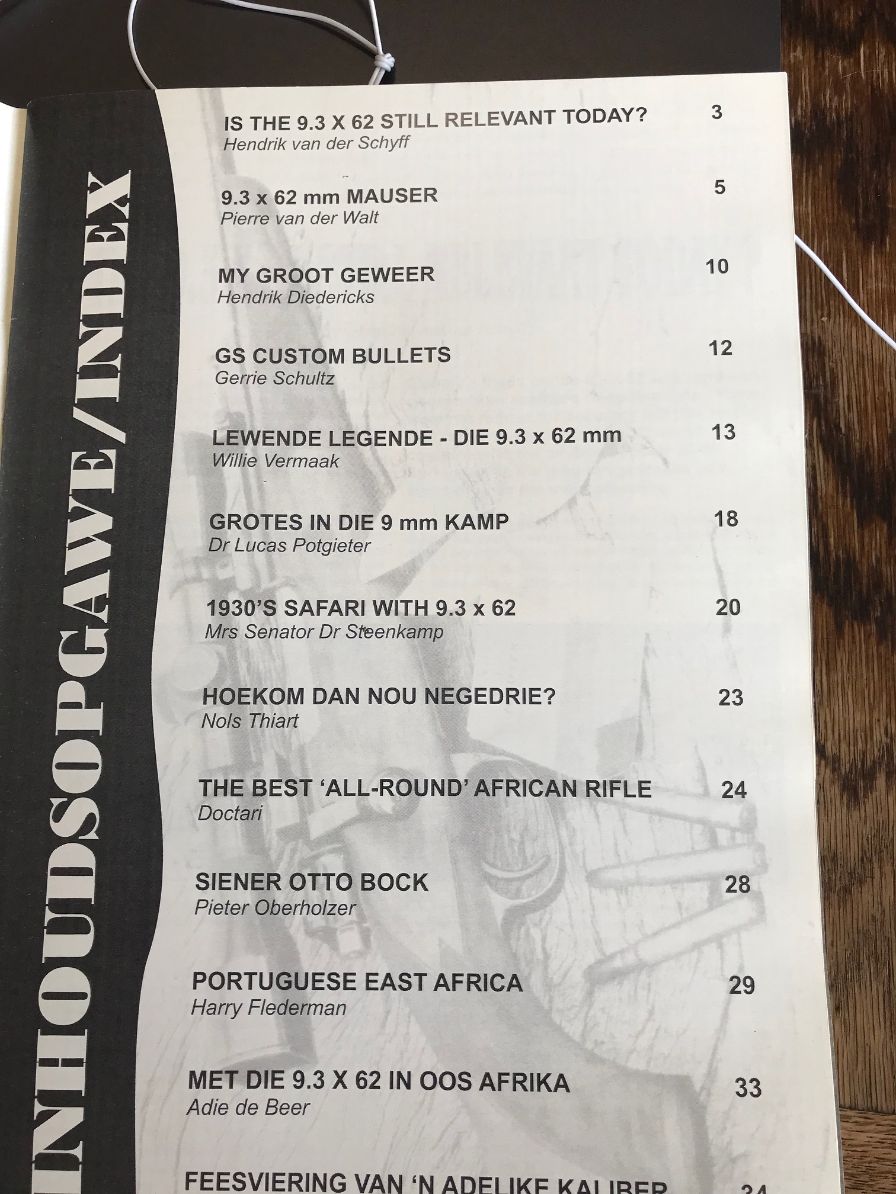 INHOUDSOPGAWE/INDEX
IS THE 9.3 X 62 STILL RELEVANT TODAY? 3
Hendrik van der Schyff
9.3 x 62 mm MAUSER 5
Pierre van der Walt
MY GROOT GEWEER 10
Hendrik Diedericks
GS CUSTOM BULLETS 12
Gerrie Schultz
LEWENDE LEGENDE - DIE 9.3 x 62 mm 13
Willie Vermaak
GROTES IN DIE 9 mm KAMP 18
Dr Lucas Potgieter
1930'S SAFARI WITH 9.3 x 62 20
Mrs Senator Dr Steenkamp
HOEKOM DAN NOU NEGEDRIE? 23
Nols Thiart
THE BEST ‘ALL-ROUND’ AFRICAN RIFLE 24
Doctari
SIENER OTTO BOCK 28
Pieter Oberholzer
PORTUGUESE EAST AFRICA 29
Harry Flederman
MET DIE 9.3 X 62 IN OOS AFRIKA 33
Adie de Beer
FEESVIERING VAN ‘N ADELIKE KALIBER 34